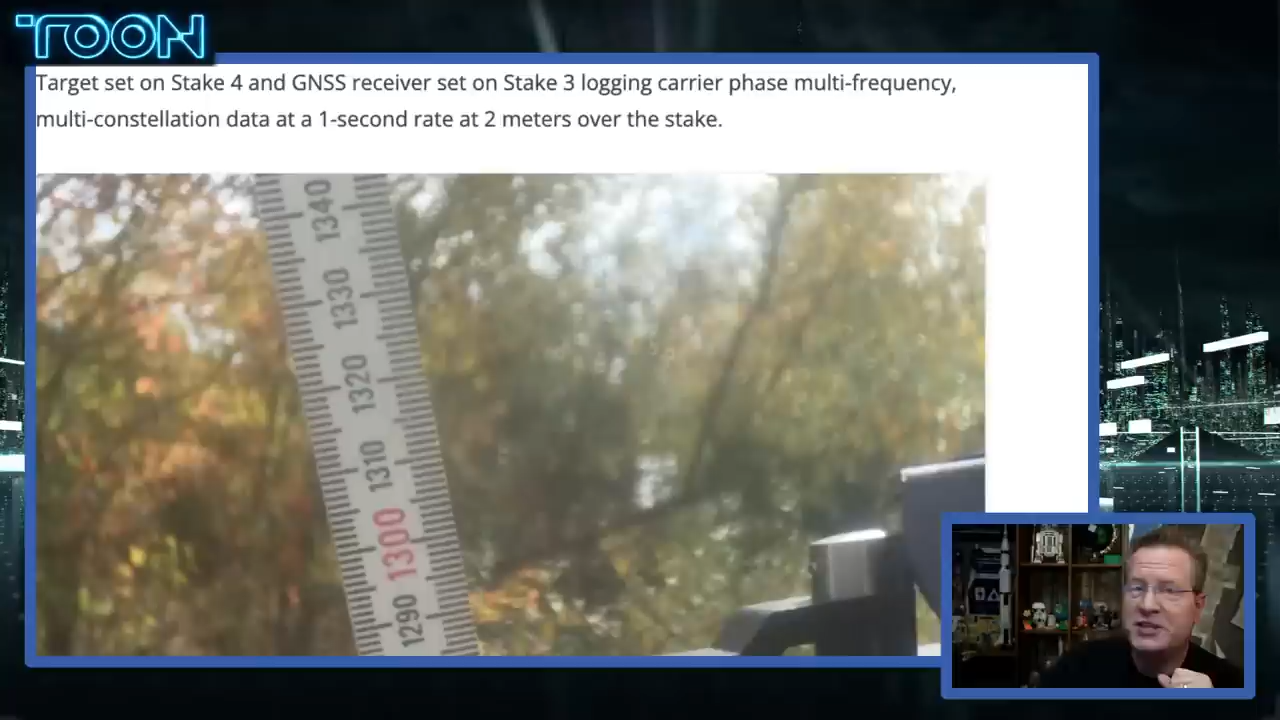 TOON
Target set on Stake 4 and GNSS receiver set on Stake 3 logging carrier phase multi-frequency,
multi-constellation data at a 1-second rate at 2 meters over the stake.
1340
1330
1320
1310
1300
1290